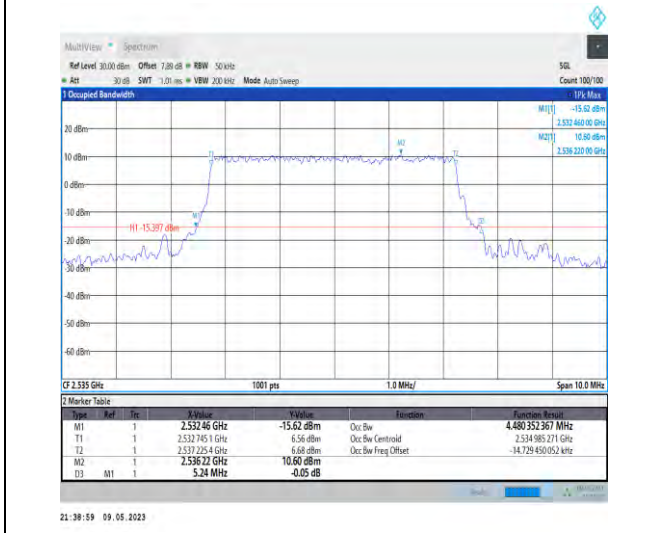 MultiView Spectrum
Ref Level 30.00 dBm Offset 7.89 dB RBW 50 kHz SGL
Att 30 dB SWT 1.01 ms VBW 200 kHz Mode Auto Sweep Count 100/100
1 Occupied Bandwidth 1Pk Max
M1[1] -15.62 dBm
2.532 460 00 GHz
M2[1] 10.60 dBm
2.536 220 00 GHz
20 dBm
M2
T1 T2
10 dBm
0 dBm
-10 dBm
M1 D3
H1 -15.397 dBm
-20 dBm
-30 dBm
-40 dBm
-50 dBm
-60 dBm
CF 2.535 GHz 1001 pts 1.0 MHz/ Span 10.0 MHz
2 Marker Table
Type Ref Trc X-Value Y-Value Function Function Result
M1 1 2.532 46 GHz -15.62 dBm Occ Bw 4.480 352 367 MHz
T1 1 2.532 745 1 GHz 6.56 dBm Occ Bw Centroid 2.534 985 271 GHz
T2 1 2.537 225 4 GHz 6.68 dBm Occ Bw Freq Offset -14.729 450 052 kHz
M2 1 2.536 22 GHz 10.60 dBm
D3 M1 1 5.24 MHz -0.05 dB
21:38:59 09.05.2023